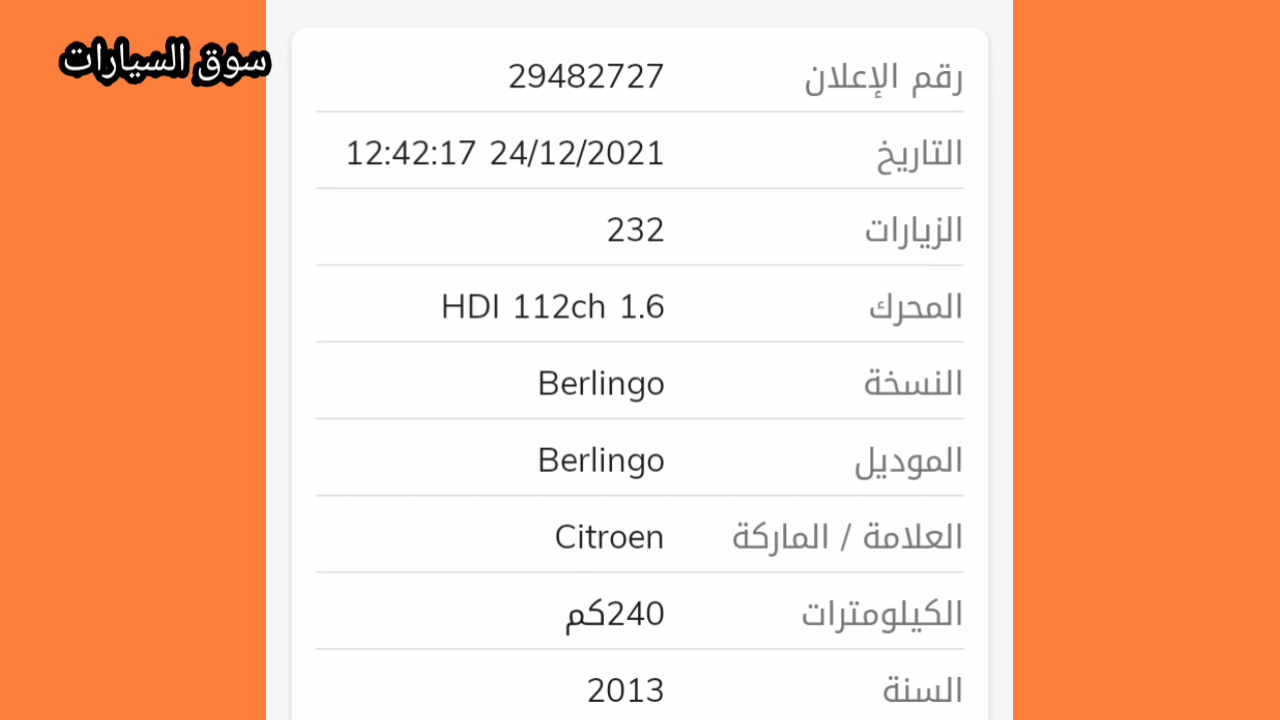 سوق السيارات
رقم الإعلان 29482727
التاريخ 24/12/2021 12:42:17
الزيارات 232
المحرك 1.6 HDI 112ch
النسخة Berlingo
الموديل Berlingo
العلامة / الماركة Citroen
الكيلومترات 240كم
السنة 2013